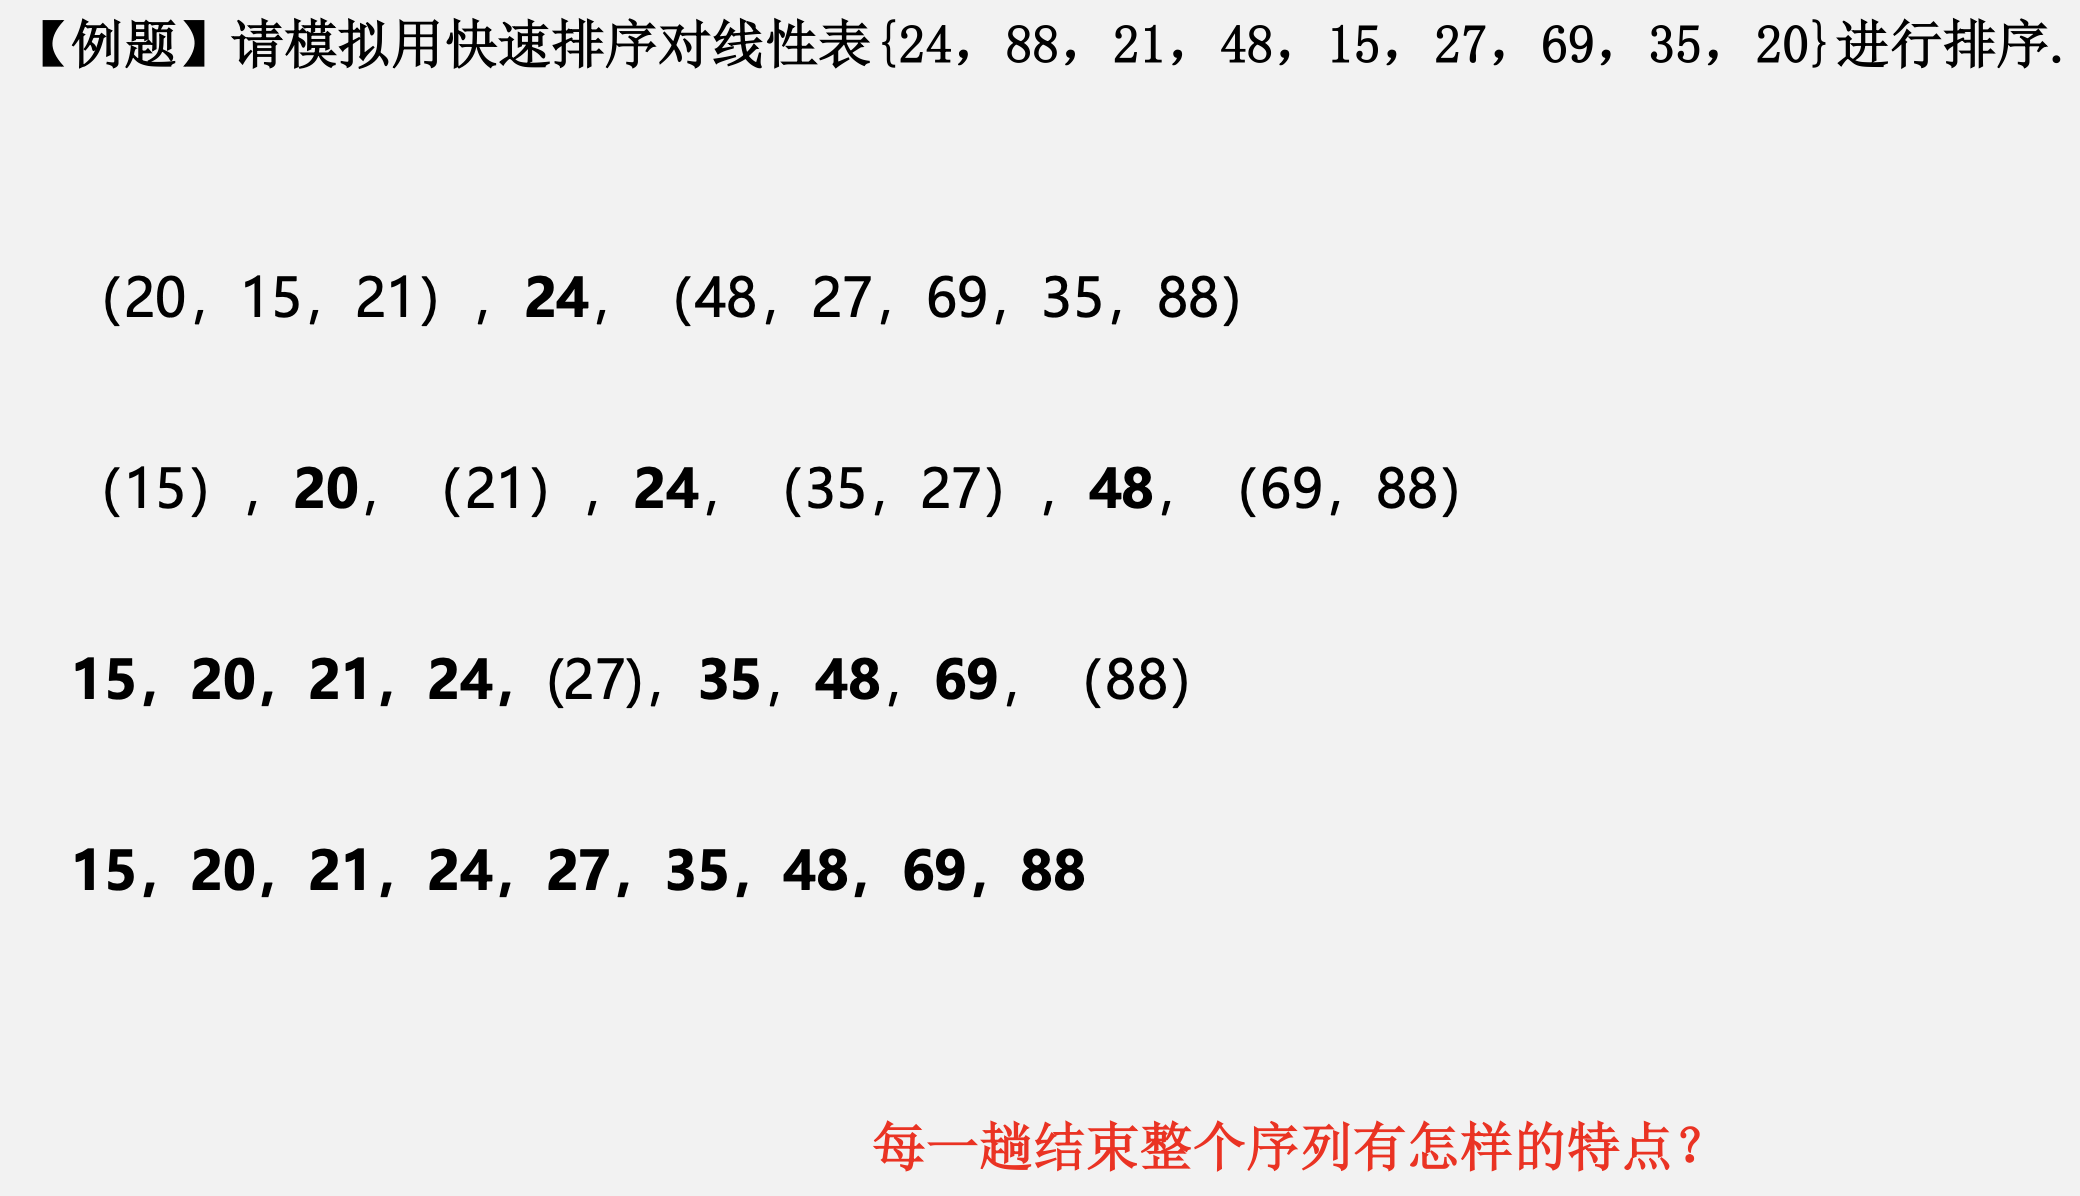 【例题】请模拟用快速排序对线性表{24，88，21，48，15，27，69，35，20}进行排序.
（20，15，21），24，（48，27，69，35，88）
（15），20，（21），24，（35，27），48，（69，88）
15，20，21，24，(27)，35，48，69，（88）
15，20，21，24，27，35，48，69，88
每一趟结束整个序列有怎样的特点？